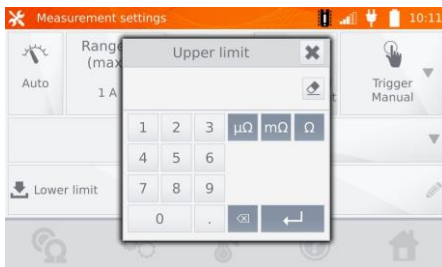 Measurement settings 10:11
Range
(max
1 A
Auto
Upper limit
Trigger
Manual
1 2 3 µΩ mΩ Ω
4 5 6
7 8 9
0 .
Lower limit